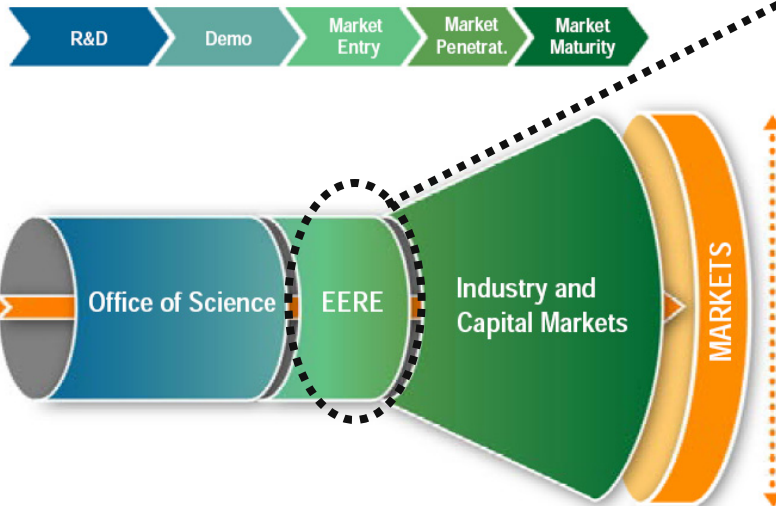 R&D
Demo
Market
Entry
Market
Penetrat.
Market
Maturity
Office of Science
EERE
Industry and
Capital Markets
MARKETS